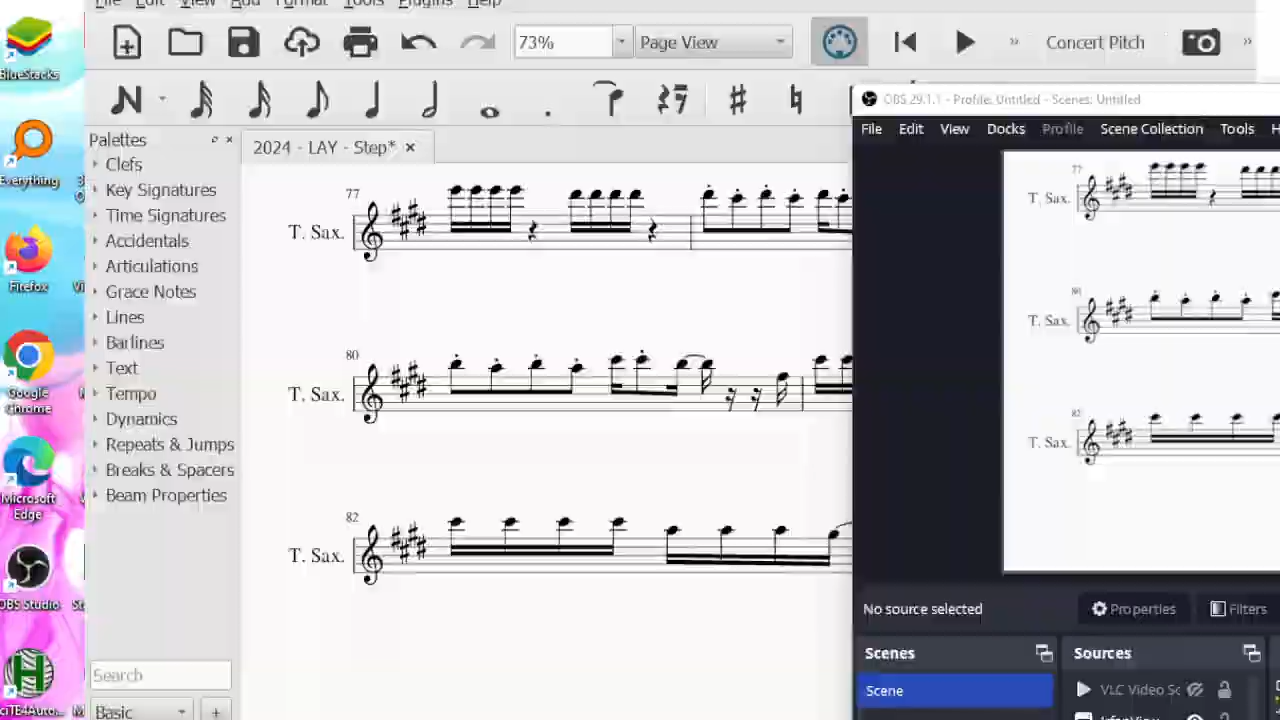 File Edit View Add Format Tools Plugins Help
73% Page View Concert Pitch
BlueStacks
OBS 29.1.1 - Profile: Untitled - Scenes: Untitled
File Edit View Docks Profile Scene Collection Tools
Palettes
2024 - LAY - Step*
Clefs
Key Signatures
Time Signatures
Accidentals
Articulations
Grace Notes
Lines
Barlines
Text
Tempo
Dynamics
Repeats & Jumps
Breaks & Spacers
Beam Properties
Search
Basic
Everything
Firefox
Google
Chrome
Microsoft
Edge
OBS Studio
77
T. Sax.
80
T. Sax.
82
T. Sax.
77
T. Sax.
80
T. Sax.
82
T. Sax.
No source selected
Properties
Filters
Scenes
Sources
Scene
VLC Video